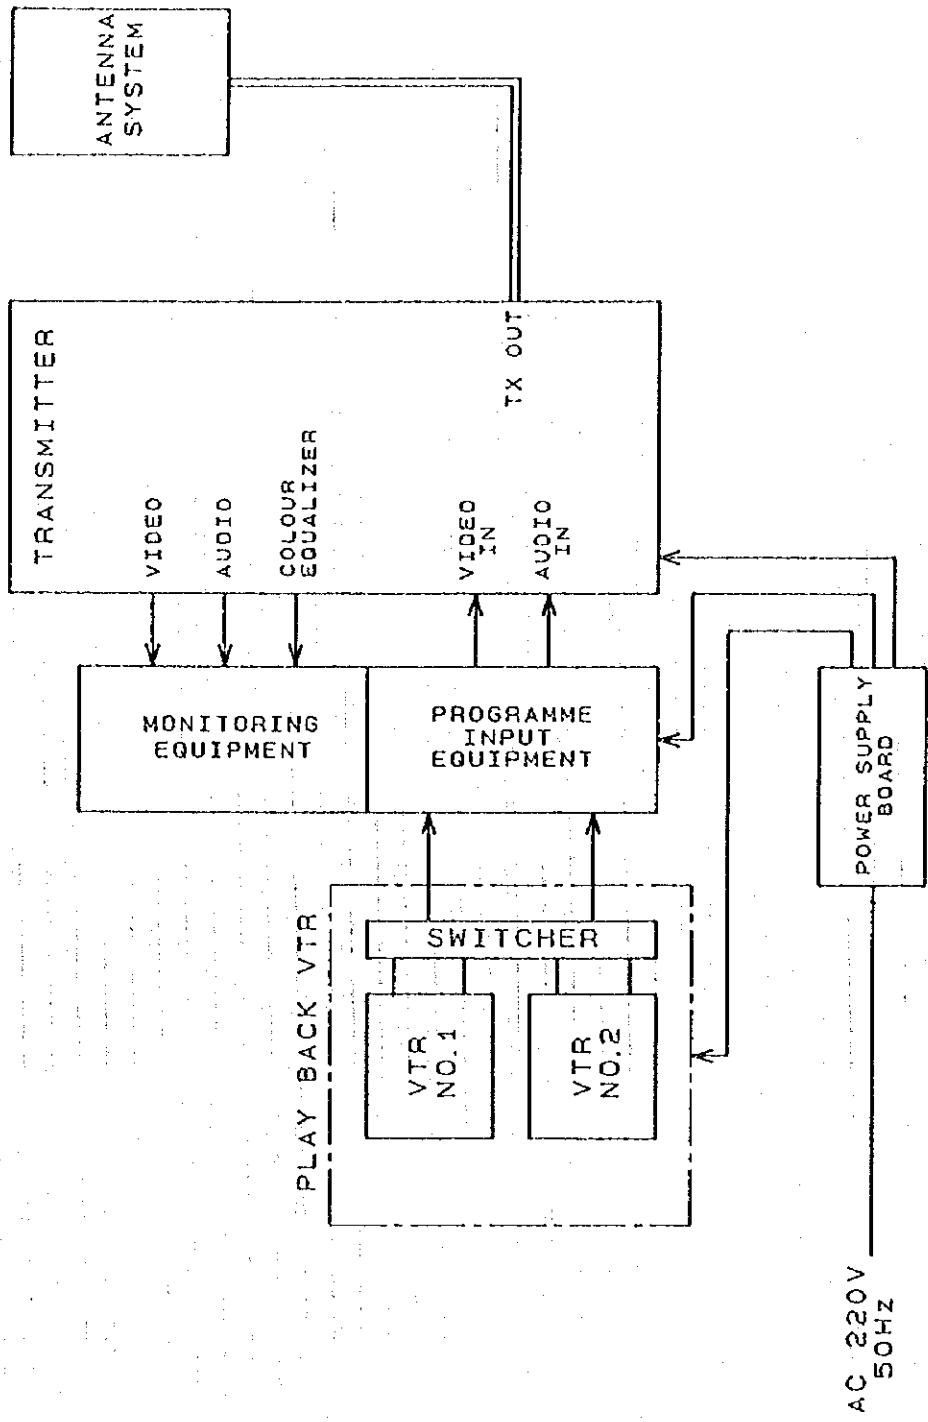 ANTENNA
SYSTEM
TRANSMITTER
VIDEO
AUDIO
COLOUR
EQUALIZER
VIDEO
IN
AUDIO
IN
TX OUT
MONITORING
EQUIPMENT
PROGRAMME
INPUT
EQUIPMENT
PLAY BACK VTR
SWITCHER
VTR
NO.1
VTR
NO.2
POWER SUPPLY
BOARD
AC 220V
50Hz